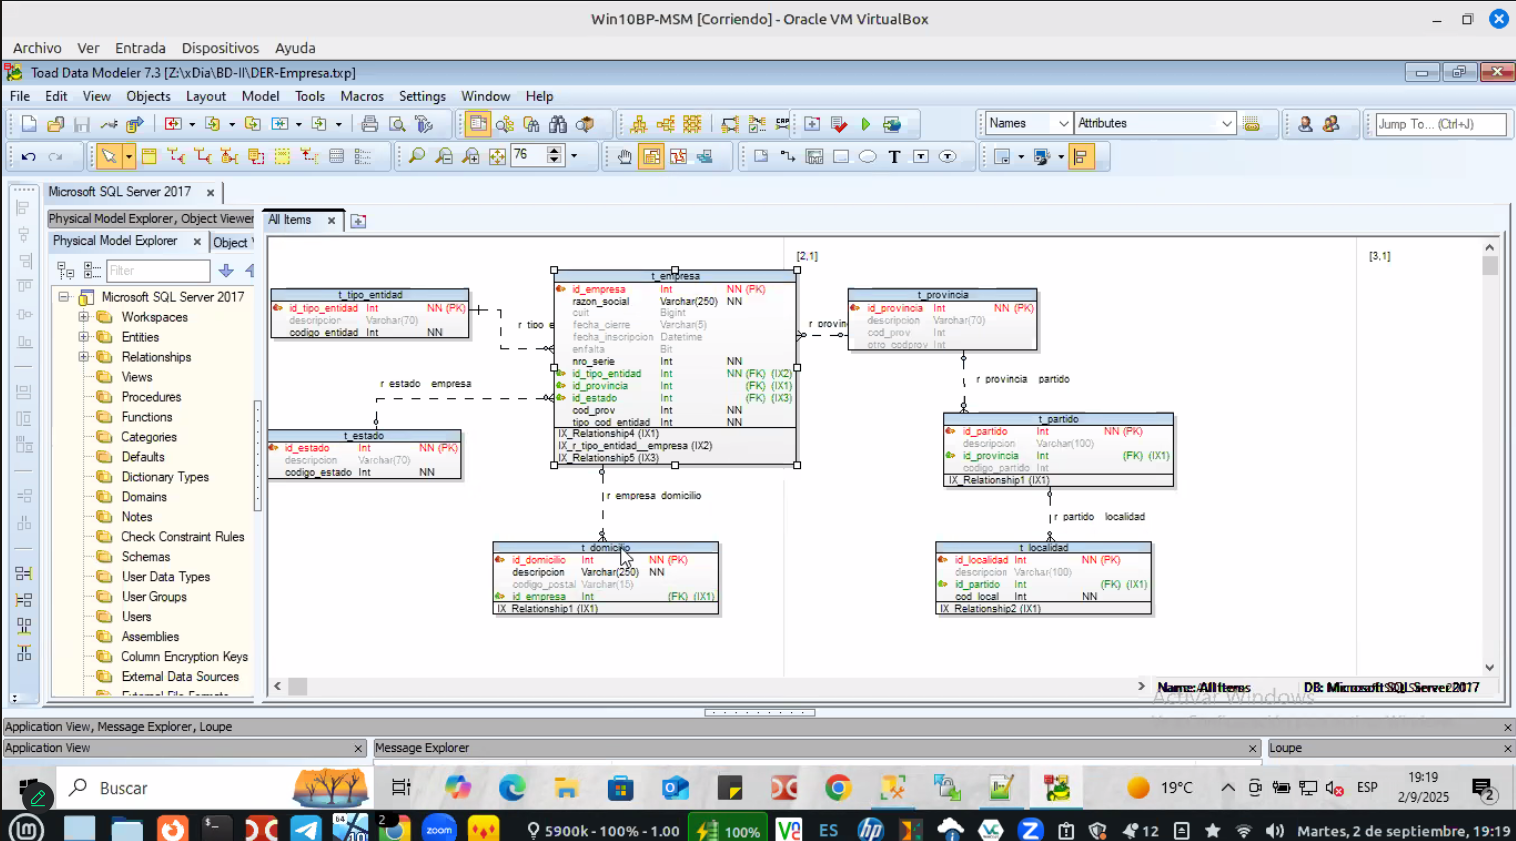 Win10BP-MSM [Corriendo] - Oracle VM VirtualBox
Archivo Ver Entrada Dispositivos Ayuda
Toad Data Modeler 7.3 [Z:\xDia\BD-II\DER-Empresa.txp]
File Edit View Objects Layout Model Tools Macros Settings Window Help
Names Attributes Jump To... (Ctrl+J)
76
Microsoft SQL Server 2017
Physical Model Explorer, Object Viewer
All Items
Physical Model Explorer Object
Filter
Microsoft SQL Server 2017
Workspaces
Entities
Relationships
Views
Procedures
Functions
Categories
Defaults
Dictionary Types
Domains
Notes
Check Constraint Rules
Schemas
User Data Types
User Groups
Users
Assemblies
Column Encryption Keys
External Data Sources
[2,1]
[3,1]
t_tipo_entidad
id_tipo_entidad Int NN (PK)
descripcion Varchar(70)
codigo_entidad Int NN
r tipo e
t_empresa
id_empresa Int NN (PK)
razon_social Varchar(250) NN
cuit Bigint
fecha_cierre Varchar(5)
fecha_inscripcion Datetime
enfalta Bit
nro_serie Int NN
id_tipo_entidad Int NN (FK) (IX2)
id_provincia Int (FK) (IX1)
id_estado Int (FK) (IX3)
cod_prov Int NN
tipo_cod_entidad Int NN
IX_Relationship4 (IX1)
IX_r_tipo_entidad__empresa (IX2)
IX_Relationship5 (IX3)
r provinc
t_provincia
id_provincia Int NN (PK)
descripcion Varchar(70)
cod_prov Int
otro_codprov Int
r estado empresa
t_estado
id_estado Int NN (PK)
descripcion Varchar(70)
codigo_estado Int NN
r provincia partido
t_partido
id_partido Int NN (PK)
descripcion Varchar(100)
id_provincia Int (FK) (IX1)
codigo_partido Int
IX_Relationship1 (IX1)
r empresa domicilio
r partido localidad
t_domicilio
id_domicilio Int NN (PK)
descripcion Varchar(250) NN
codigo_postal Varchar(15)
id_empresa Int (FK) (IX1)
IX_Relationship1 (IX1)
t_localidad
id_localidad Int NN (PK)
descripcion Varchar(100)
id_partido Int (FK) (IX1)
cod_local Int NN
IX_Relationship2 (IX1)
Name: All Items DB: Microsoft SQL Server 2017
Activar Windows
Application View, Message Explorer, Loupe
Application View Message Explorer Loupe
Buscar
19°C ESP 19:19
2/9/2025 2
5900k - 100% - 1.00 100% ES 12 Martes, 2 de septiembre, 19:19
zoom